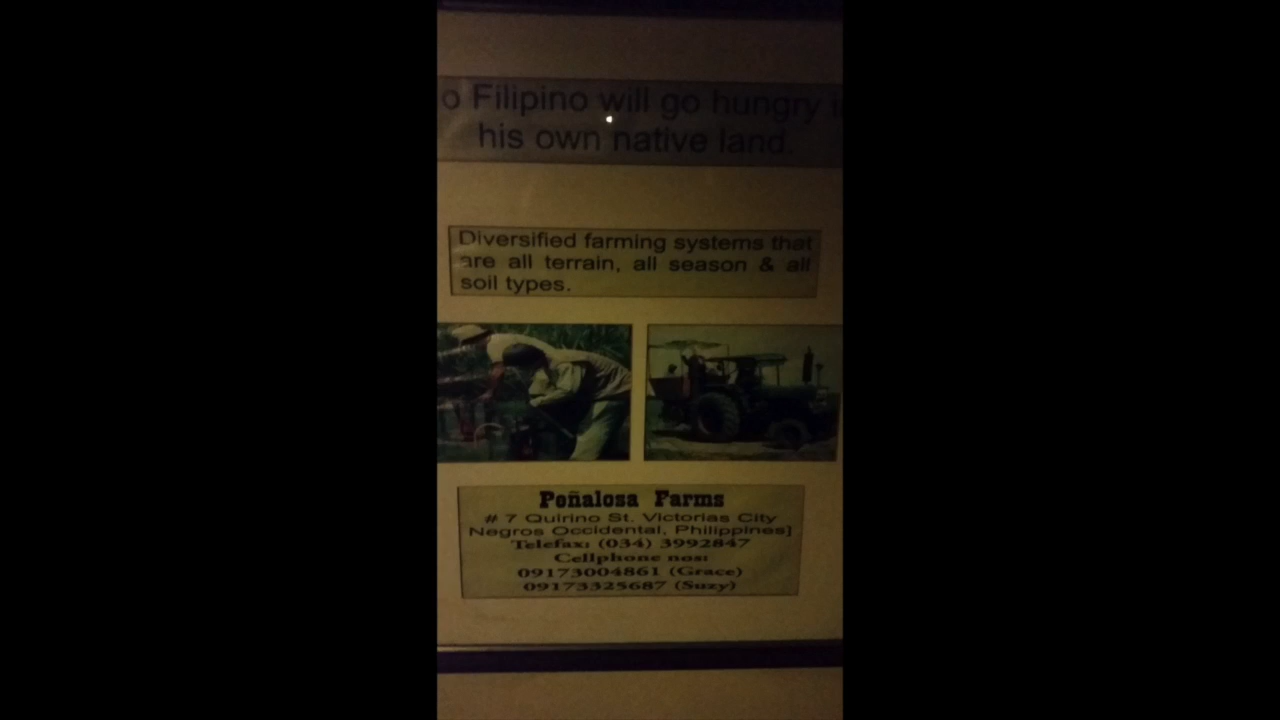 o Filipino will go hungry i
his own native land.
Diversified farming systems that
are all terrain, all season & all
soil types.
Peñalosa Farms
# 7 Quirino St. Victorias City
Negros Occidental, Philippines]
Telefax: (034) 3992847
Cellphone nos:
09173004861 (Grace)
09173325687 (Suzy)